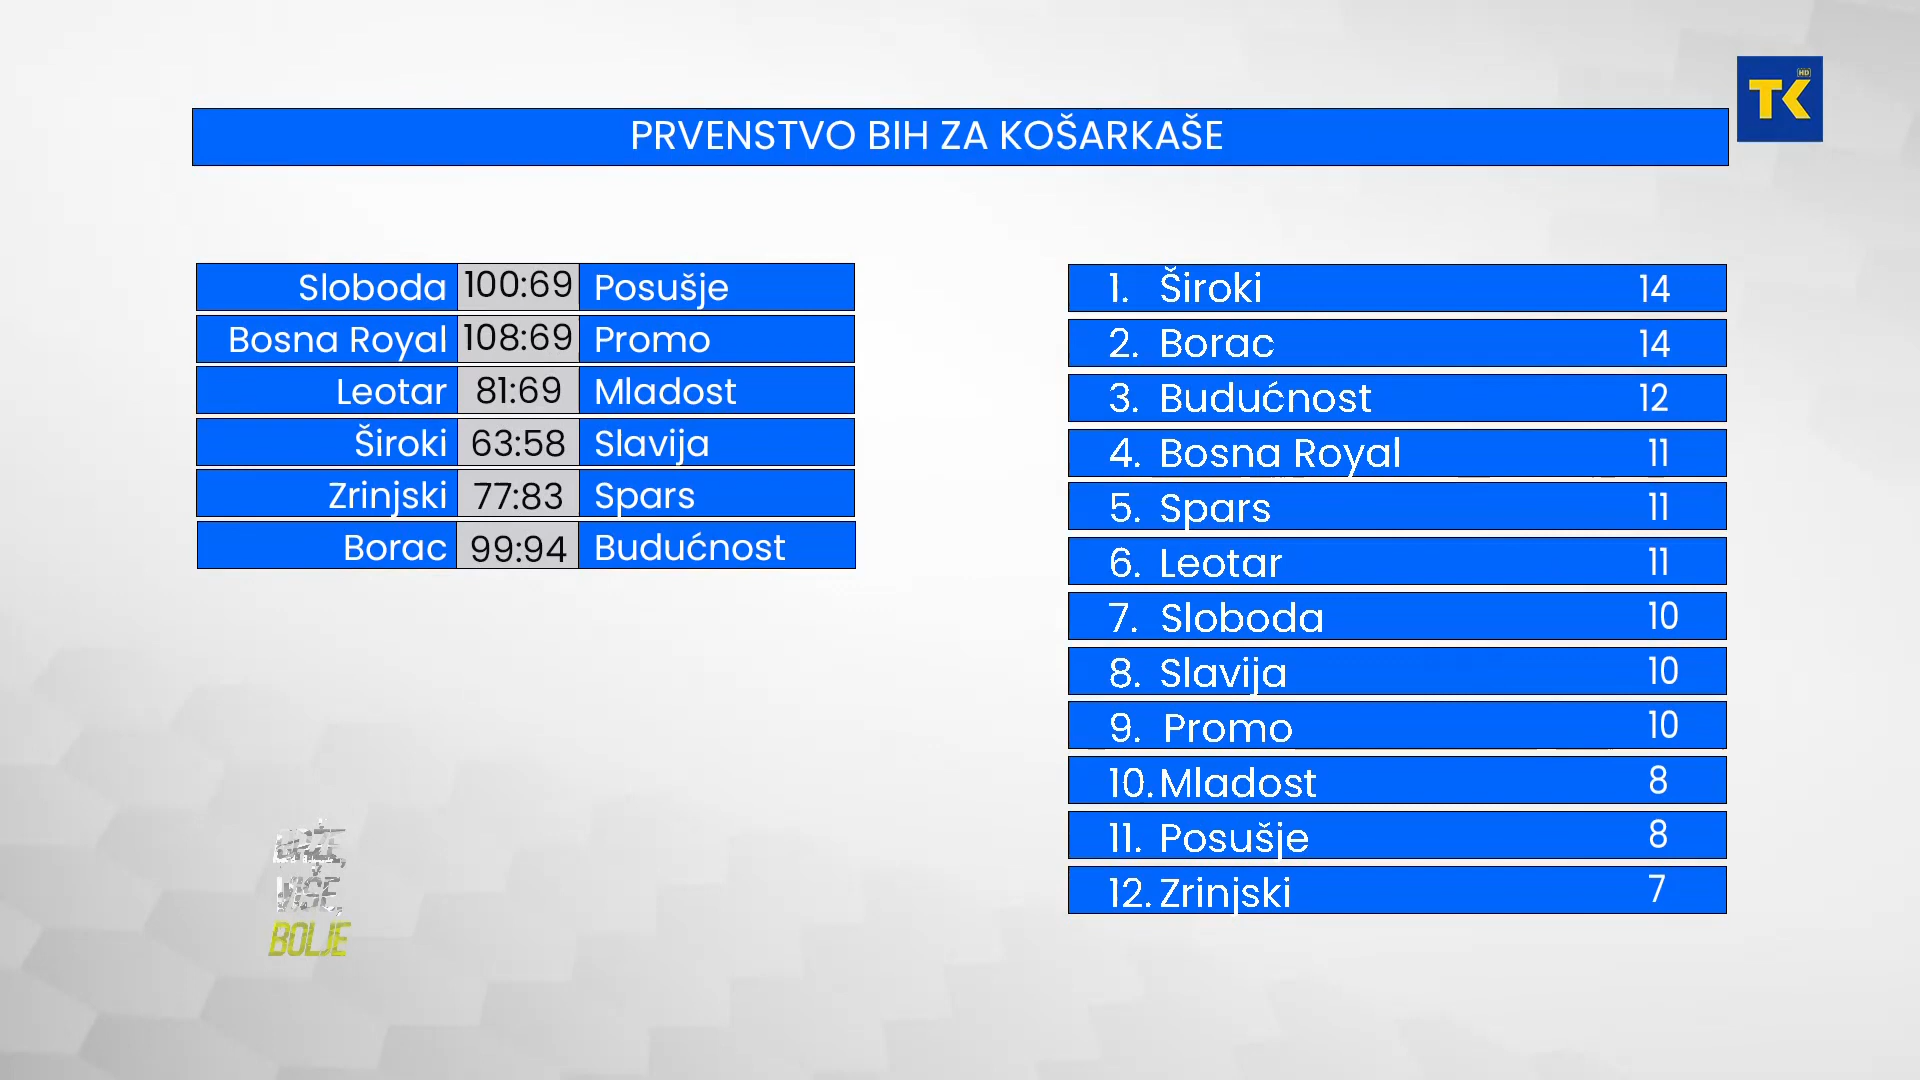 TK HD
PRVENSTVO BIH ZA KOŠARKAŠE
Sloboda 100:69 Posušje
Bosna Royal 108:69 Promo
Leotar 81:69 Mladost
Široki 63:58 Slavija
Zrinjski 77:83 Spars
Borac 99:94 Budućnost
1. Široki 14
2. Borac 14
3. Budućnost 12
4. Bosna Royal 11
5. Spars 11
6. Leotar 11
7. Sloboda 10
8. Slavija 10
9. Promo 10
10. Mladost 8
11. Posušje 8
12. Zrinjski 7
BRŽE,
VIŠE,
BOLJE